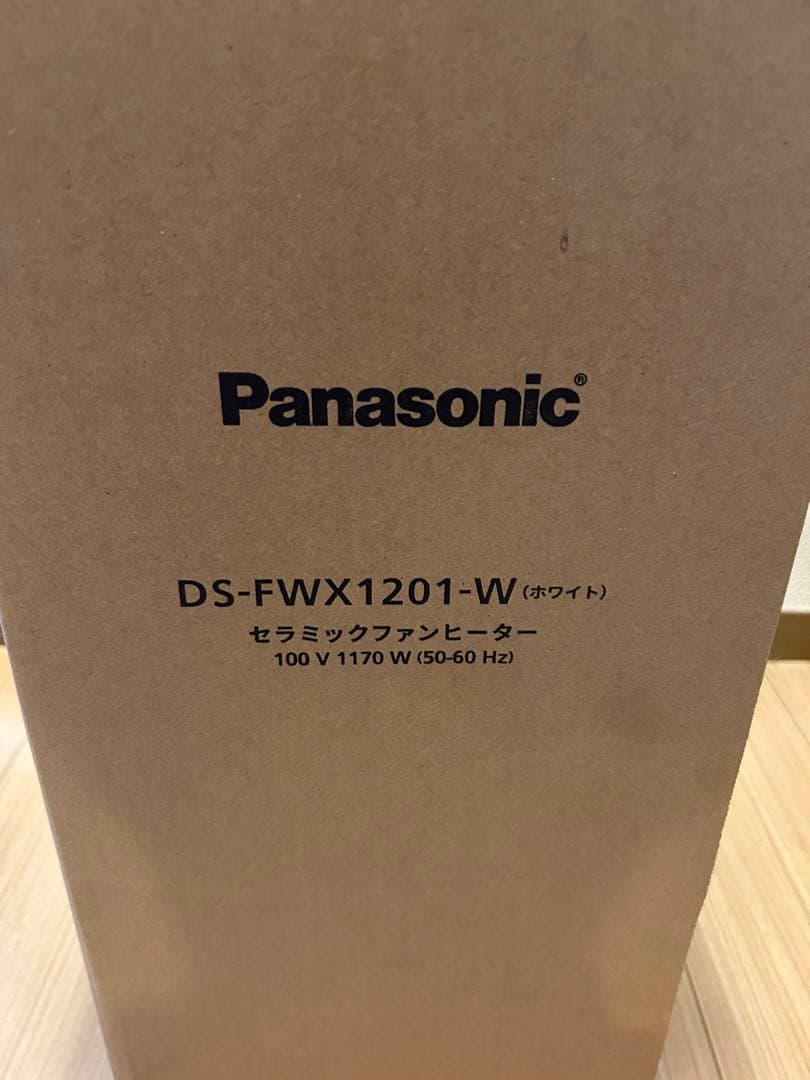 Panasonic®
DS-FWX1201-W(ホワイト)
セラミックファンヒーター
100 V 1170 W (50-60 Hz)